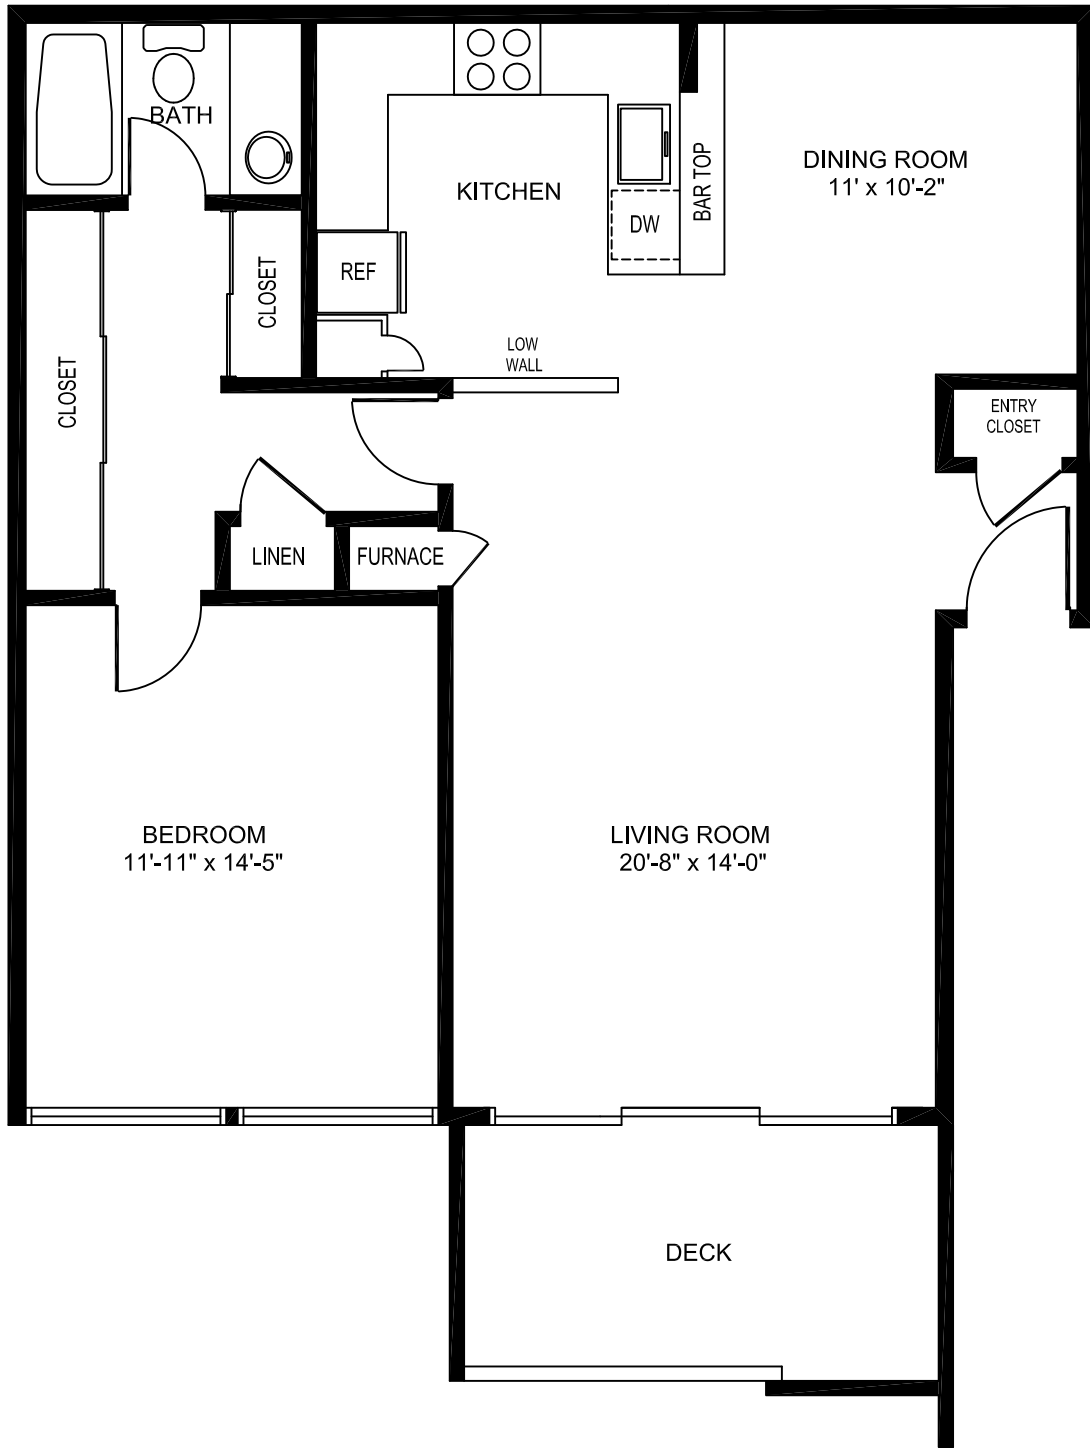 BATH
KITCHEN
DINING ROOM
11' x 10'-2"
BAR TOP
DW
REF
CLOSET
CLOSET
LOW
WALL
ENTRY
CLOSET
LINEN
FURNACE
BEDROOM
11'-11" x 14'-5"
LIVING ROOM
20'-8" x 14'-0"
DECK